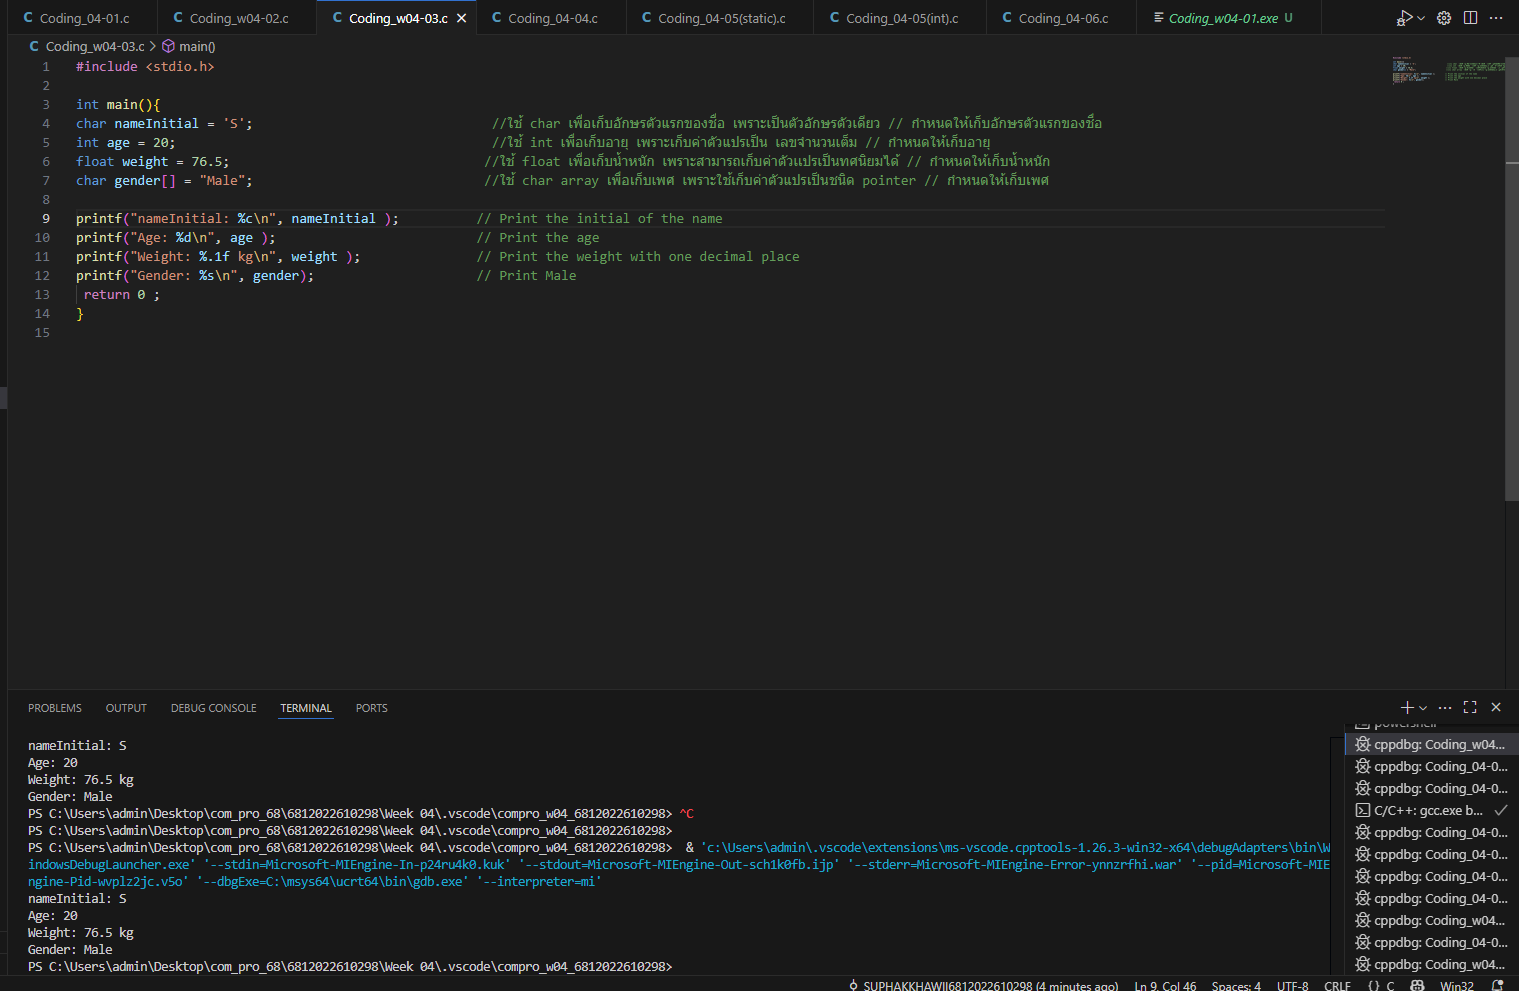 C Coding_04-01.c C Coding_w04-02.c C Coding_w04-03.c C Coding_04-04.c C Coding_04-05(static).c C Coding_04-05(int).c C Coding_04-06.c Coding_w04-01.exe U
C Coding_w04-03.c > main()
1 #include <stdio.h>
2
3 int main(){
4 char nameInitial = 'S'; //ใช้ char เพื่อเก็บอักษรตัวแรกของชื่อ เพราะเป็นตัวอักษรตัวเดียว // กำหนดให้เก็บอักษรตัวแรกของชื่อ
5 int age = 20; //ใช้ int เพื่อเก็บอายุ เพราะเก็บค่าตัวแปรเป็น เลขจำนวนเต็ม // กำหนดให้เก็บอายุ
6 float weight = 76.5; //ใช้ float เพื่อเก็บน้ำหนัก เพราะสามารถเก็บค่าตัวแปรเป็นทศนิยมได้ // กำหนดให้เก็บน้ำหนัก
7 char gender[] = "Male"; //ใช้ char array เพื่อเก็บเพศ เพราะใช้เก็บค่าตัวแปรเป็นชนิด pointer // กำหนดให้เก็บเพศ
8
9 printf("nameInitial: %c\n", nameInitial ); // Print the initial of the name
10 printf("Age: %d\n", age ); // Print the age
11 printf("Weight: %.1f kg\n", weight ); // Print the weight with one decimal place
12 printf("Gender: %s\n", gender); // Print Male
13 return 0 ;
14 }
15
PROBLEMS OUTPUT DEBUG CONSOLE TERMINAL PORTS
nameInitial: S
Age: 20
Weight: 76.5 kg
Gender: Male
PS C:\Users\admin\Desktop\com_pro_68\6812022610298\Week 04\.vscode\compro_w04_6812022610298> ^C
PS C:\Users\admin\Desktop\com_pro_68\6812022610298\Week 04\.vscode\compro_w04_6812022610298>
PS C:\Users\admin\Desktop\com_pro_68\6812022610298\Week 04\.vscode\compro_w04_6812022610298> & 'c:\Users\admin\.vscode\extensions\ms-vscode.cpptools-1.26.3-win32-x64\debugAdapters\bin\W
indowsDebugLauncher.exe' '--stdin=Microsoft-MIEngine-In-p24ru4k0.kuk' '--stdout=Microsoft-MIEngine-Out-sch1k0fb.ijp' '--stderr=Microsoft-MIEngine-Error-ynnzrfhi.war' '--pid=Microsoft-MIE
ngine-Pid-wvplz2jc.v5o' '--dbgExe=C:\msys64\ucrt64\bin\gdb.exe' '--interpreter=mi'
nameInitial: S
Age: 20
Weight: 76.5 kg
Gender: Male
PS C:\Users\admin\Desktop\com_pro_68\6812022610298\Week 04\.vscode\compro_w04_6812022610298>
powershell
cppdbg: Coding_w04...
cppdbg: Coding_04-0...
cppdbg: Coding_04-0...
C/C++: gcc.exe b...
cppdbg: Coding_04-0...
cppdbg: Coding_04-0...
cppdbg: Coding_04-0...
cppdbg: Coding_04-0...
cppdbg: Coding_w04...
cppdbg: Coding_04-0...
cppdbg: Coding_w04...
SUPHAKKHAWII6812022610298 (4 minutes ago) Ln 9, Col 46 Spaces: 4 UTF-8 CRLF {} C Win32